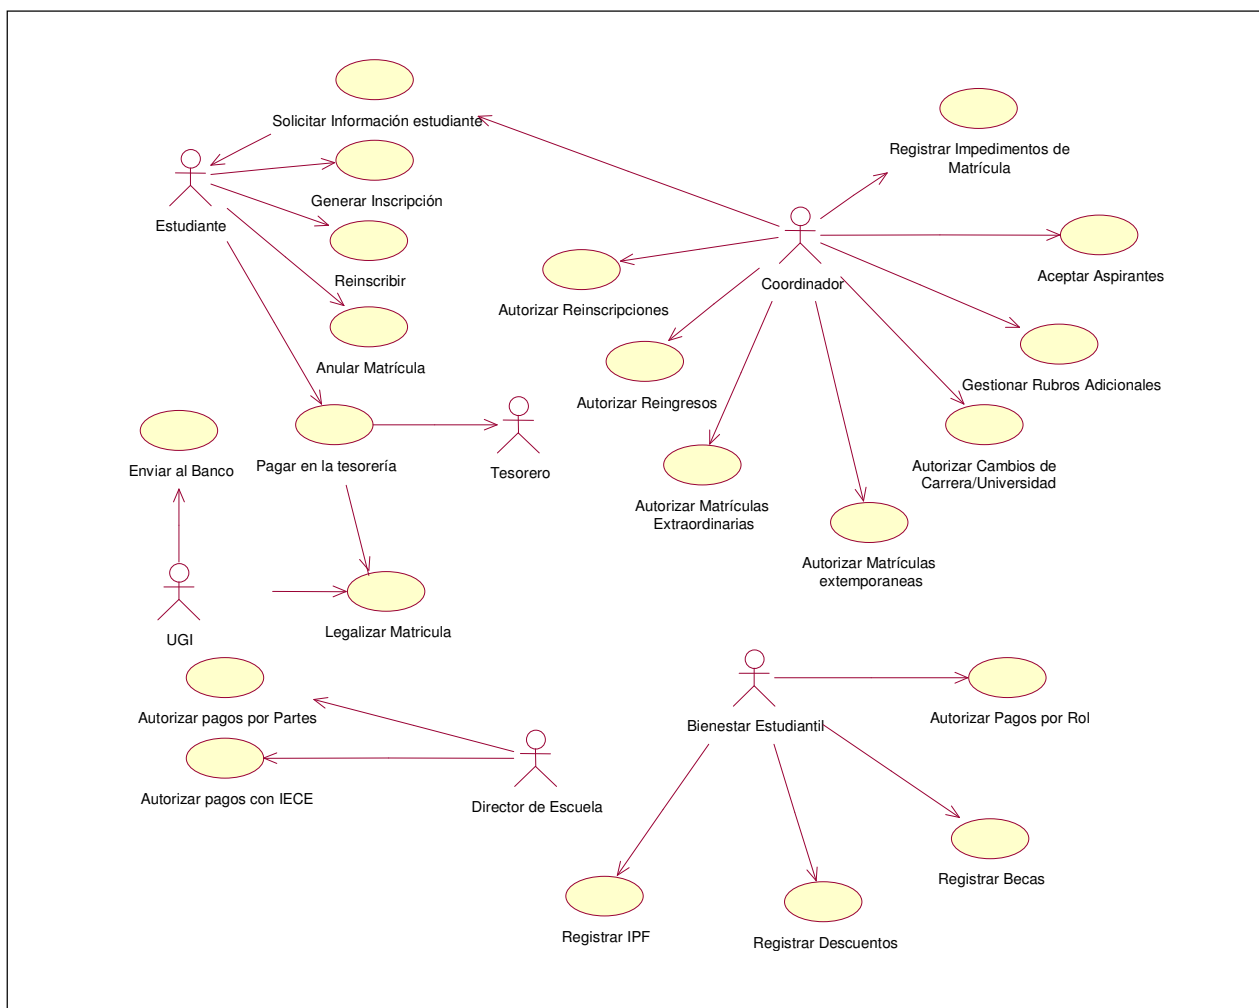 Solicitar Información estudiante
Registrar Impedimentos de
Matrícula
Generar Inscripción
Estudiante
Reinscribir
Coordinador
Aceptar Aspirantes
Autorizar Reinscripciones
Anular Matrícula
Gestionar Rubros Adicionales
Autorizar Reingresos
Enviar al Banco
Pagar en la tesorería
Tesorero
Autorizar Cambios de
Carrera/Universidad
Autorizar Matrículas
Extraordinarias
Autorizar Matrículas
extemporaneas
UGI
Legalizar Matricula
Autorizar pagos por Partes
Bienestar Estudiantil
Autorizar Pagos por Rol
Autorizar pagos con IECE
Director de Escuela
Registrar Becas
Registrar IPF
Registrar Descuentos